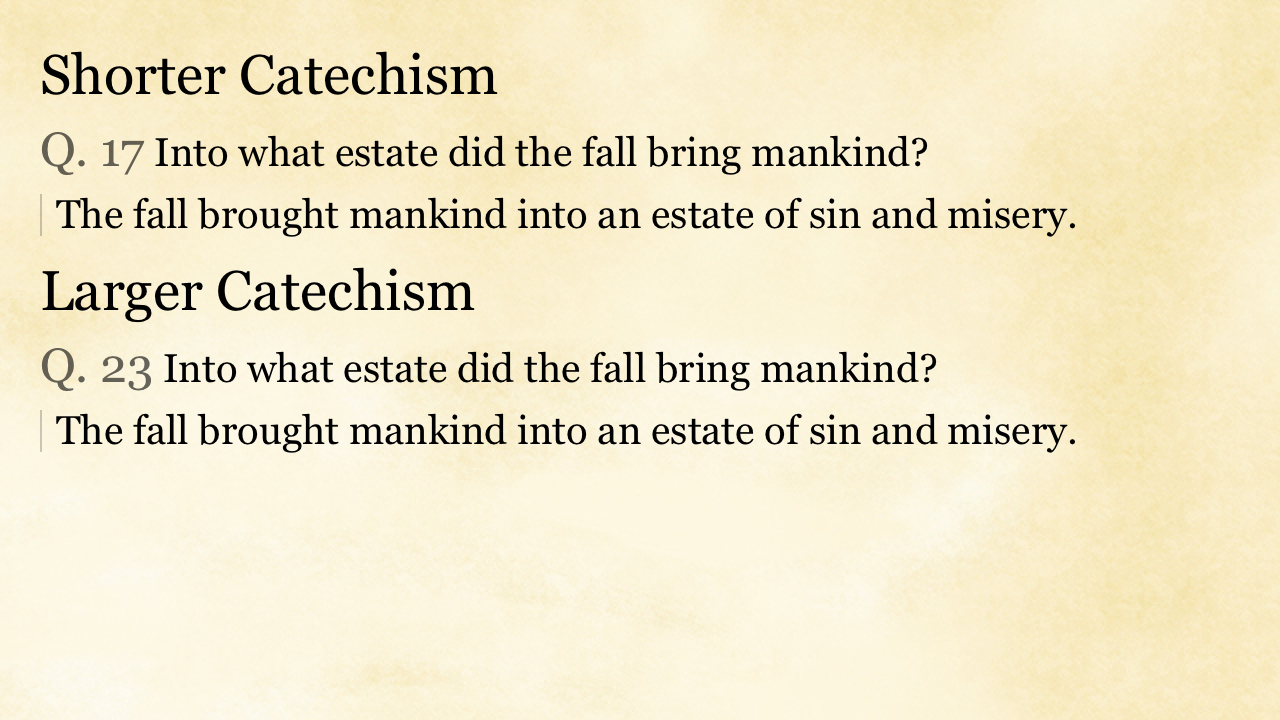 Shorter Catechism
Q. 17 Into what estate did the fall bring mankind?
The fall brought mankind into an estate of sin and misery.
Larger Catechism
Q. 23 Into what estate did the fall bring mankind?
The fall brought mankind into an estate of sin and misery.